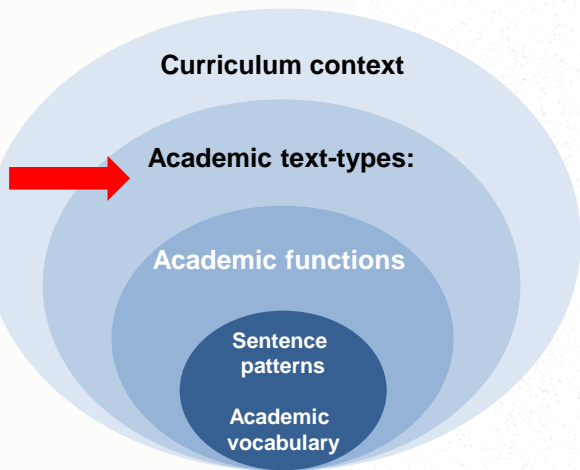 Curriculum context
Academic text-types:
Academic functions
Sentence
patterns
Academic
vocabulary